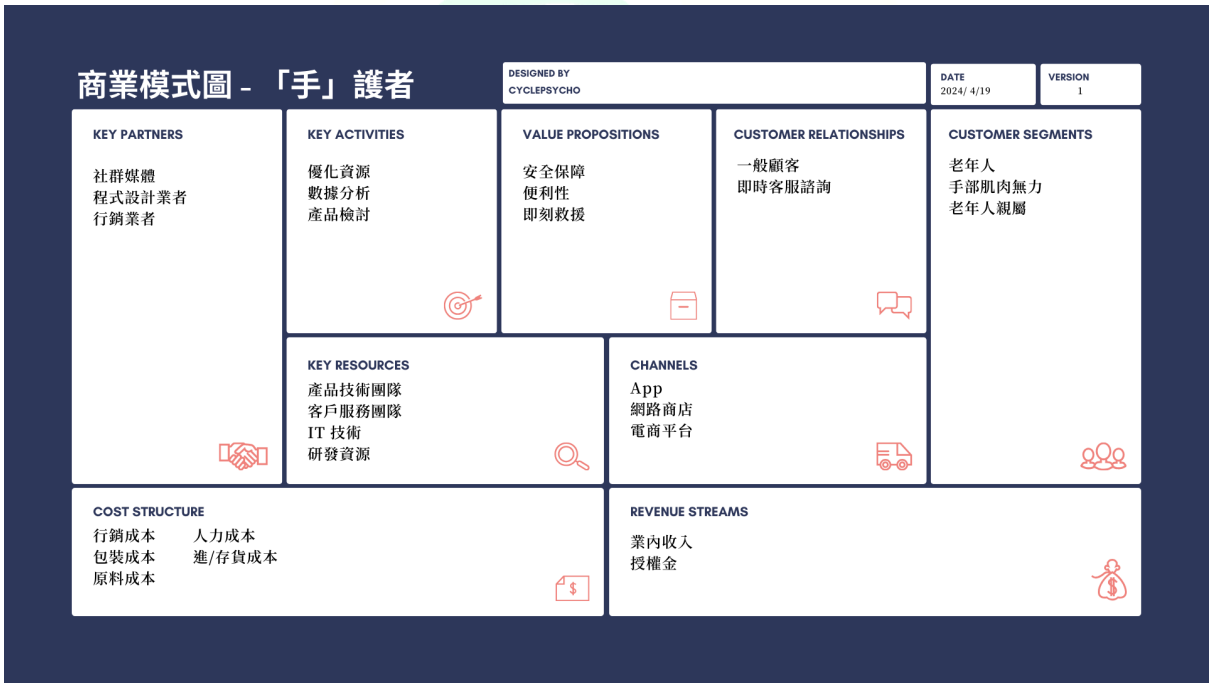 商業模式圖 - 「手」護者
DESIGNED BY
CYCLEPSYCHO
DATE
2024/ 4/19
VERSION
1
KEY PARTNERS
社群媒體
程式設計業者
行銷業者
KEY ACTIVITIES
優化資源
數據分析
產品檢討
VALUE PROPOSITIONS
安全保障
便利性
即刻救援
CUSTOMER RELATIONSHIPS
一般顧客
即時客服諮詢
CUSTOMER SEGMENTS
老年人
手部肌肉無力
老年人親屬
KEY RESOURCES
產品技術團隊
客戶服務團隊
IT 技術
研發資源
CHANNELS
App
網路商店
電商平台
COST STRUCTURE
行銷成本 人力成本
包裝成本 進/存貨成本
原料成本
$
REVENUE STREAMS
業內收入
授權金
$